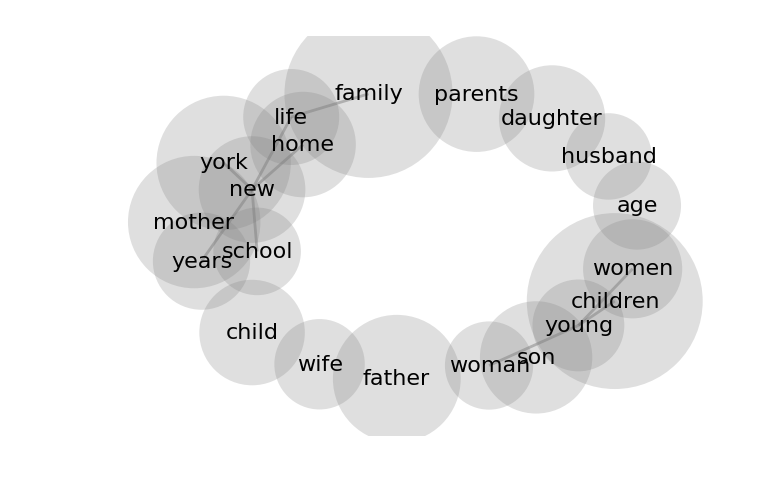 family
parents
life
daughter
home
husband
york
new
age
mother
school
years
women
children
young
child
son
wife
woman
father